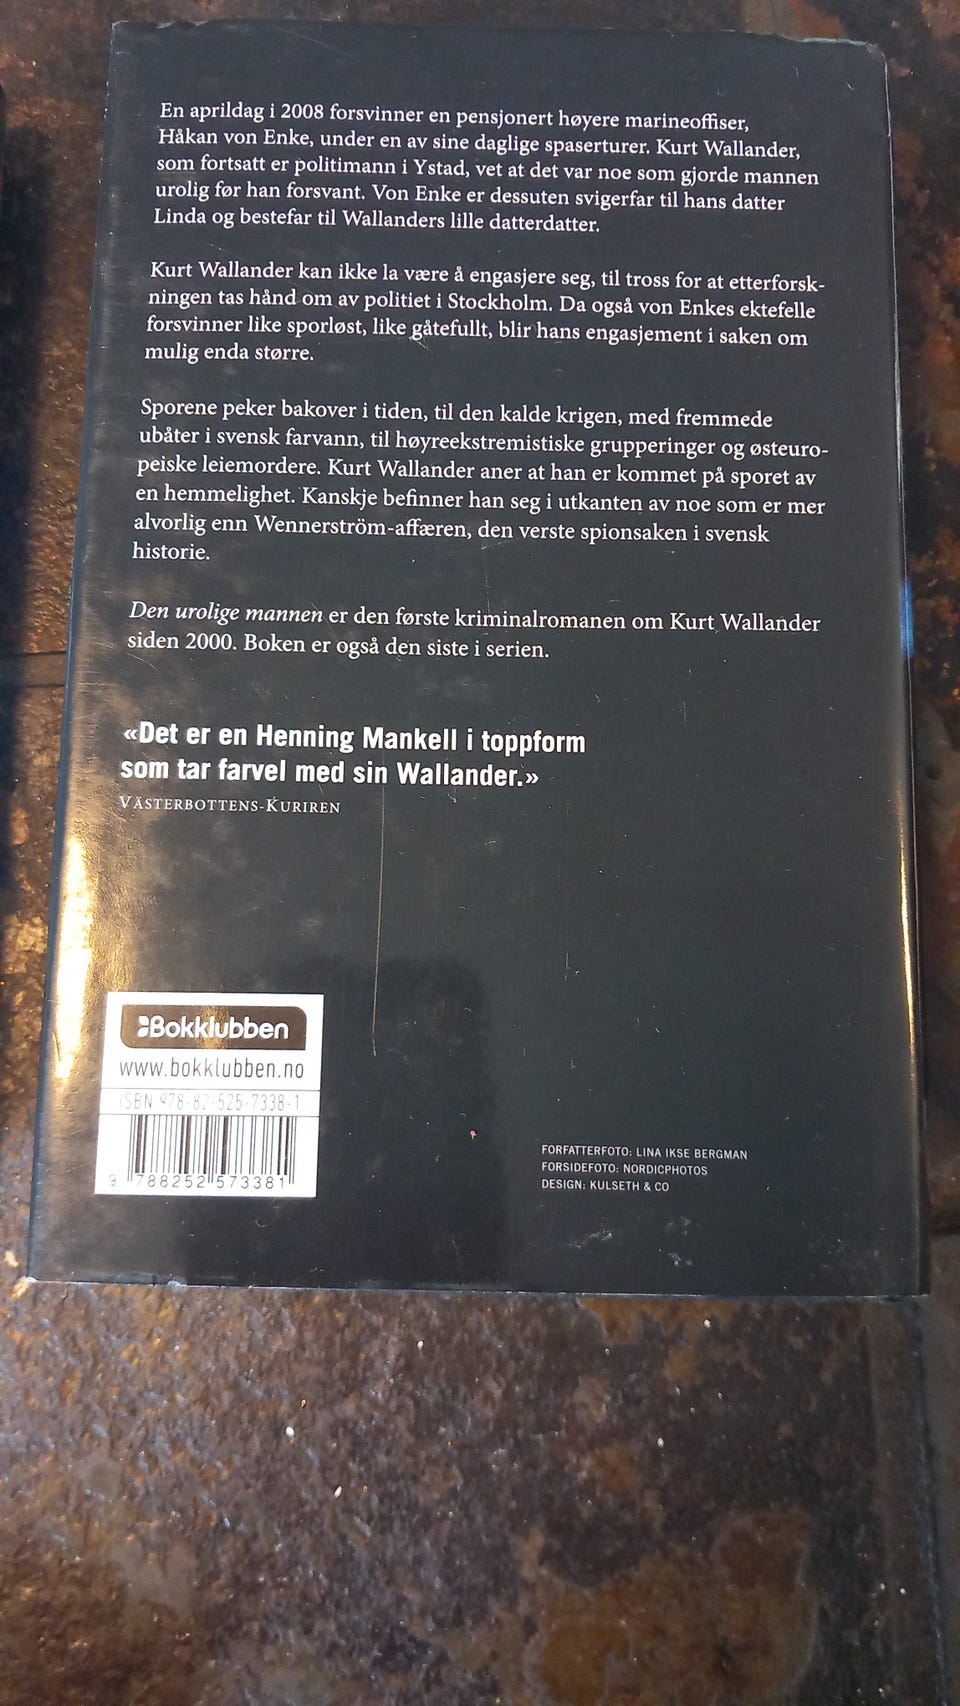 En aprildag i 2008 forsvinner en pensjonert høyere marineoffiser,
Håkan von Enke, under en av sine daglige spaserturer. Kurt Wallander,
som fortsatt er politimann i Ystad, vet at det var noe som gjorde mannen
urolig før han forsvant. Von Enke er dessuten svigerfar til hans datter
Linda og bestefar til Wallanders lille datterdatter.
Kurt Wallander kan ikke la være å engasjere seg, til tross for at etterforsk-
ningen tas hånd om av politiet i Stockholm. Da også von Enkes ektefelle
forsvinner like sporløst, like gåtefullt, blir hans engasjement i saken om
mulig enda større.
Sporene peker bakover i tiden, til den kalde krigen, med fremmede
ubåter i svensk farvann, til høyreekstremistiske grupperinger og østeuro-
peiske leiemordere. Kurt Wallander aner at han er kommet på sporet av
en hemmelighet. Kanskje befinner han seg i utkanten av noe som er mer
alvorlig enn Wennerström-affæren, den verste spionsaken i svensk
historie.
Den urolige mannen er den første kriminalromanen om Kurt Wallander
siden 2000. Boken er også den siste i serien.
«Det er en Henning Mankell i toppform
som tar farvel med sin Wallander.»
VÄSTERBOTTENS-KURIREN
Bokklubben
www.bokklubben.no
ISBN 978-82-525-7338-1
9 788252 573381
FORFATTERFOTO: LINA IKSE BERGMAN
FORSIDEFOTO: NORDICPHOTOS
DESIGN: KULSETH & CO